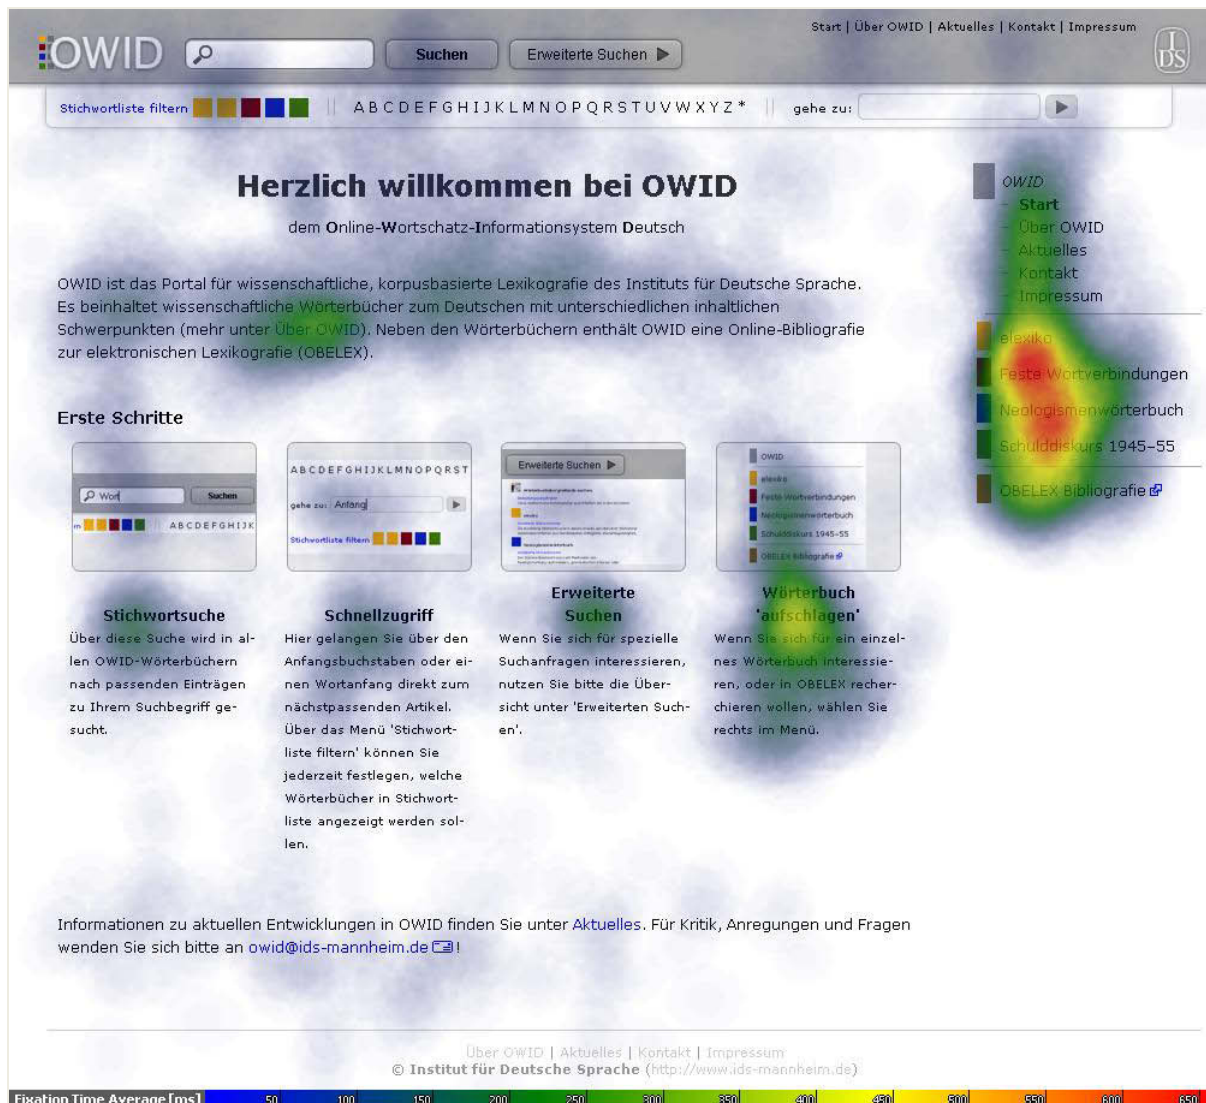 Start | Über OWID | Aktuelles | Kontakt | Impressum
OWID
Suchen
Erweiterte Suchen
IDS
Stichwortliste filtern
A B C D E F G H I J K L M N O P Q R S T U V W X Y Z *
gehe zu:
Herzlich willkommen bei OWID
dem Online-Wortschatz-Informationsystem Deutsch
OWID ist das Portal für wissenschaftliche, korpusbasierte Lexikografie des Instituts für Deutsche Sprache.
Es beinhaltet wissenschaftliche Wörterbücher zum Deutschen mit unterschiedlichen inhaltlichen
Schwerpunkten (mehr unter Über OWID). Neben den Wörterbüchern enthält OWID eine Online-Bibliografie
zur elektronischen Lexikografie (OBELEX).
OWID
– Start
– Über OWID
– Aktuelles
– Kontakt
– Impressum
elexiko
Feste Wortverbindungen
Neologismenwörterbuch
Schulddiskurs 1945–55
OBELEX Bibliografie
Erste Schritte
Wort
Suchen
n
A B C D E F G H I J K
A B C D E F G H I J K L M N O P Q R S T
gehe zu: Anfang
Stichwortliste filtern
Erweiterte Suchen
OWID
elexiko
Feste Wortverbindungen
Neologismenwörterbuch
Schulddiskurs 1945–55
OBELEX Bibliografie
Stichwortsuche
Über diese Suche wird in al-
len OWID-Wörterbüchern
nach passenden Einträgen
zu Ihrem Suchbegriff ge-
sucht.
Schnellzugriff
Hier gelangen Sie über den
Anfangsbuchstaben oder ei-
nen Wortanfang direkt zum
nächstpassenden Artikel.
Über das Menü 'Stichwort-
liste filtern' können Sie
jederzeit festlegen, welche
Wörterbücher in Stichwort-
liste angezeigt werden sol-
len.
Erweiterte
Suchen
Wenn Sie sich für spezielle
Suchanfragen interessieren,
nutzen Sie bitte die Über-
sicht unter 'Erweiterten Such-
en'.
Wörterbuch
'aufschlagen'
Wenn Sie sich für ein einzel-
nes Wörterbuch interessie-
ren, oder in OBELEX recher-
chieren wollen, wählen Sie
rechts im Menü.
Informationen zu aktuellen Entwicklungen in OWID finden Sie unter Aktuelles. Für Kritik, Anregungen und Fragen
wenden Sie sich bitte an owid@ids-mannheim.de !
Über OWID | Aktuelles | Kontakt | Impressum
© Institut für Deutsche Sprache (http://www.ids-mannheim.de)
Fixation Time Average [ms] 50 100 150 200 250 300 350 400 450 500 550 600 650